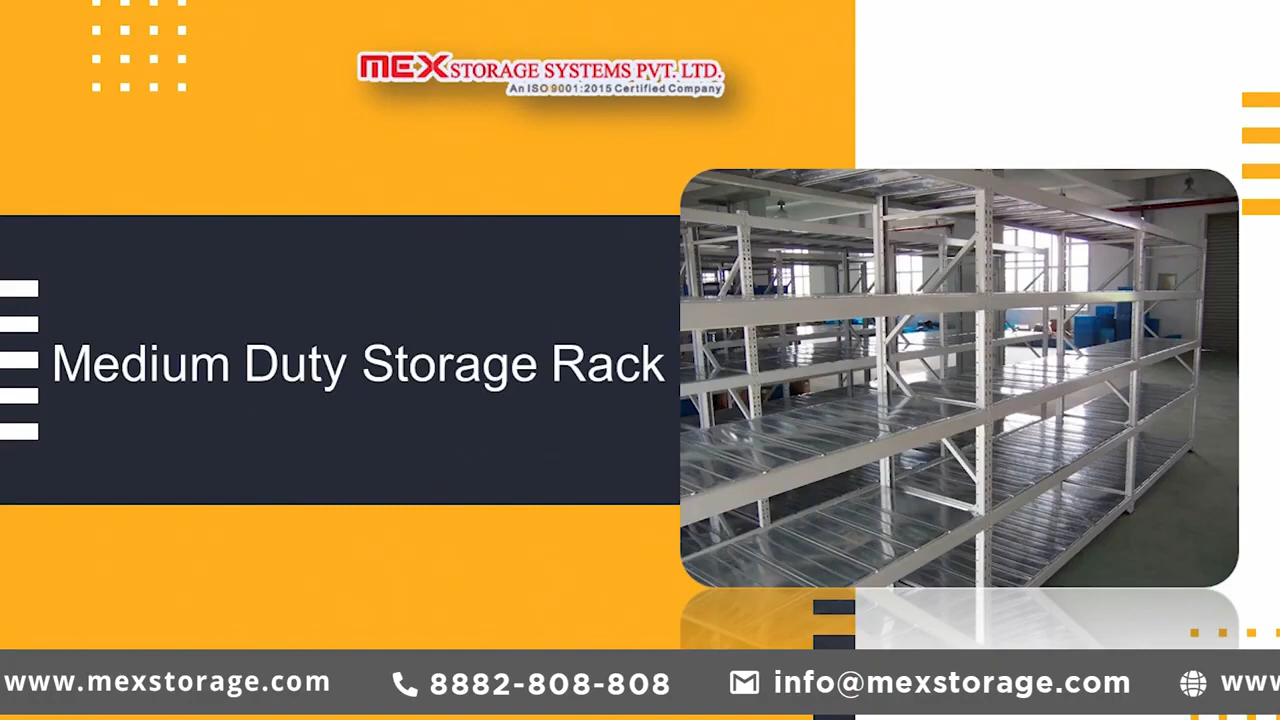 MEX STORAGE SYSTEMS PVT. LTD.
An ISO 9001:2015 Certified Company
Medium Duty Storage Rack
www.mexstorage.com 8882-808-808 info@mexstorage.com